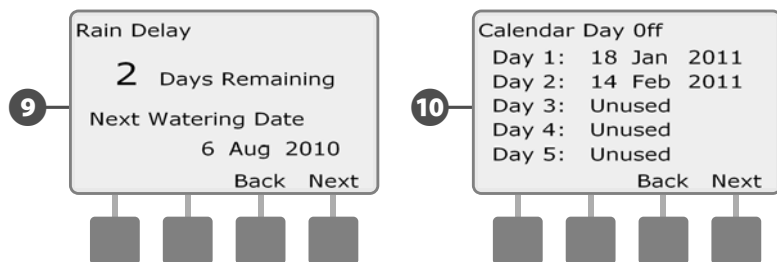 9
Rain Delay
2 Days Remaining
Next Watering Date
6 Aug 2010
Back Next
10
Calendar Day 0ff
Day 1: 18 Jan 2011
Day 2: 14 Feb 2011
Day 3: Unused
Day 4: Unused
Day 5: Unused
Back Next